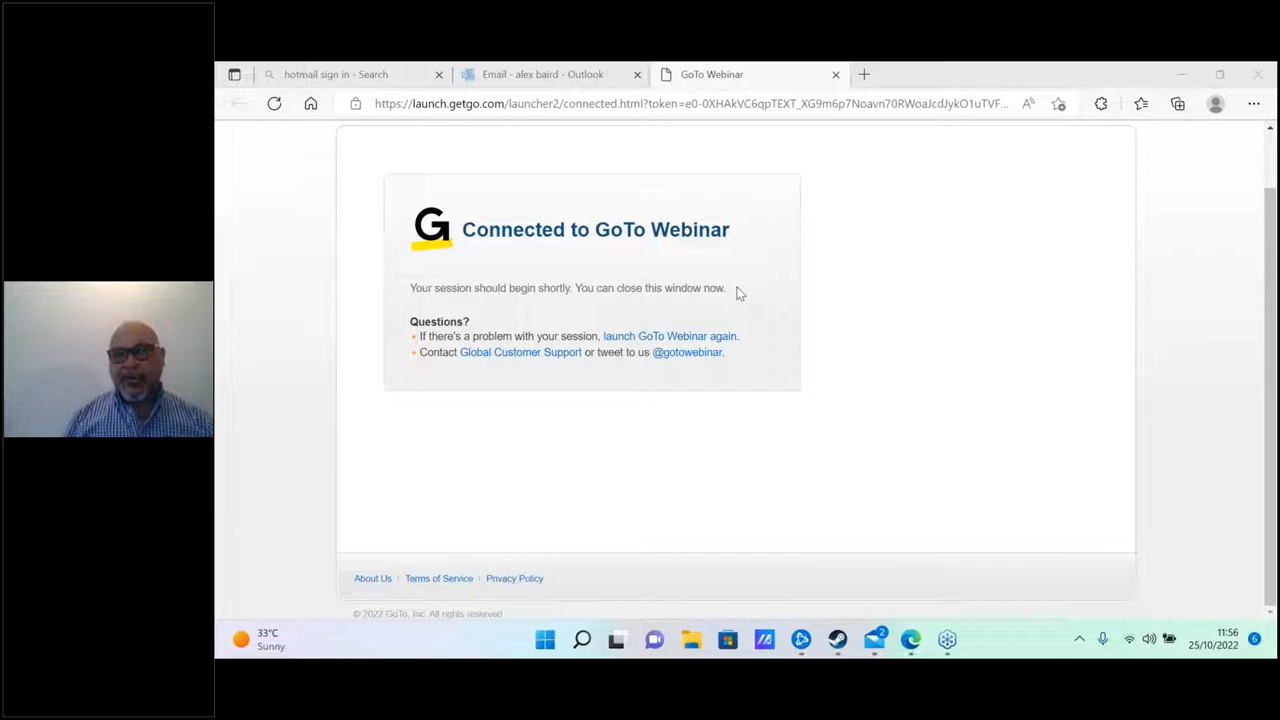 hotmail sign in - Search
Email - alex baird - Outlook
GoTo Webinar
https://launch.getgo.com/launcher2/connected.html?token=e0-0XHAkVC6qpTEXT_XG9m6p7Noavn70RWoaJcdJykO1uTVF...
G Connected to GoTo Webinar
Your session should begin shortly. You can close this window now.
Questions?
If there's a problem with your session, launch GoTo Webinar again.
Contact Global Customer Support or tweet to us @gotowebinar.
About Us | Terms of Service | Privacy Policy
© 2022 GoTo, Inc. All rights reserved
33°C
Sunny
2
11:56
25/10/2022
6